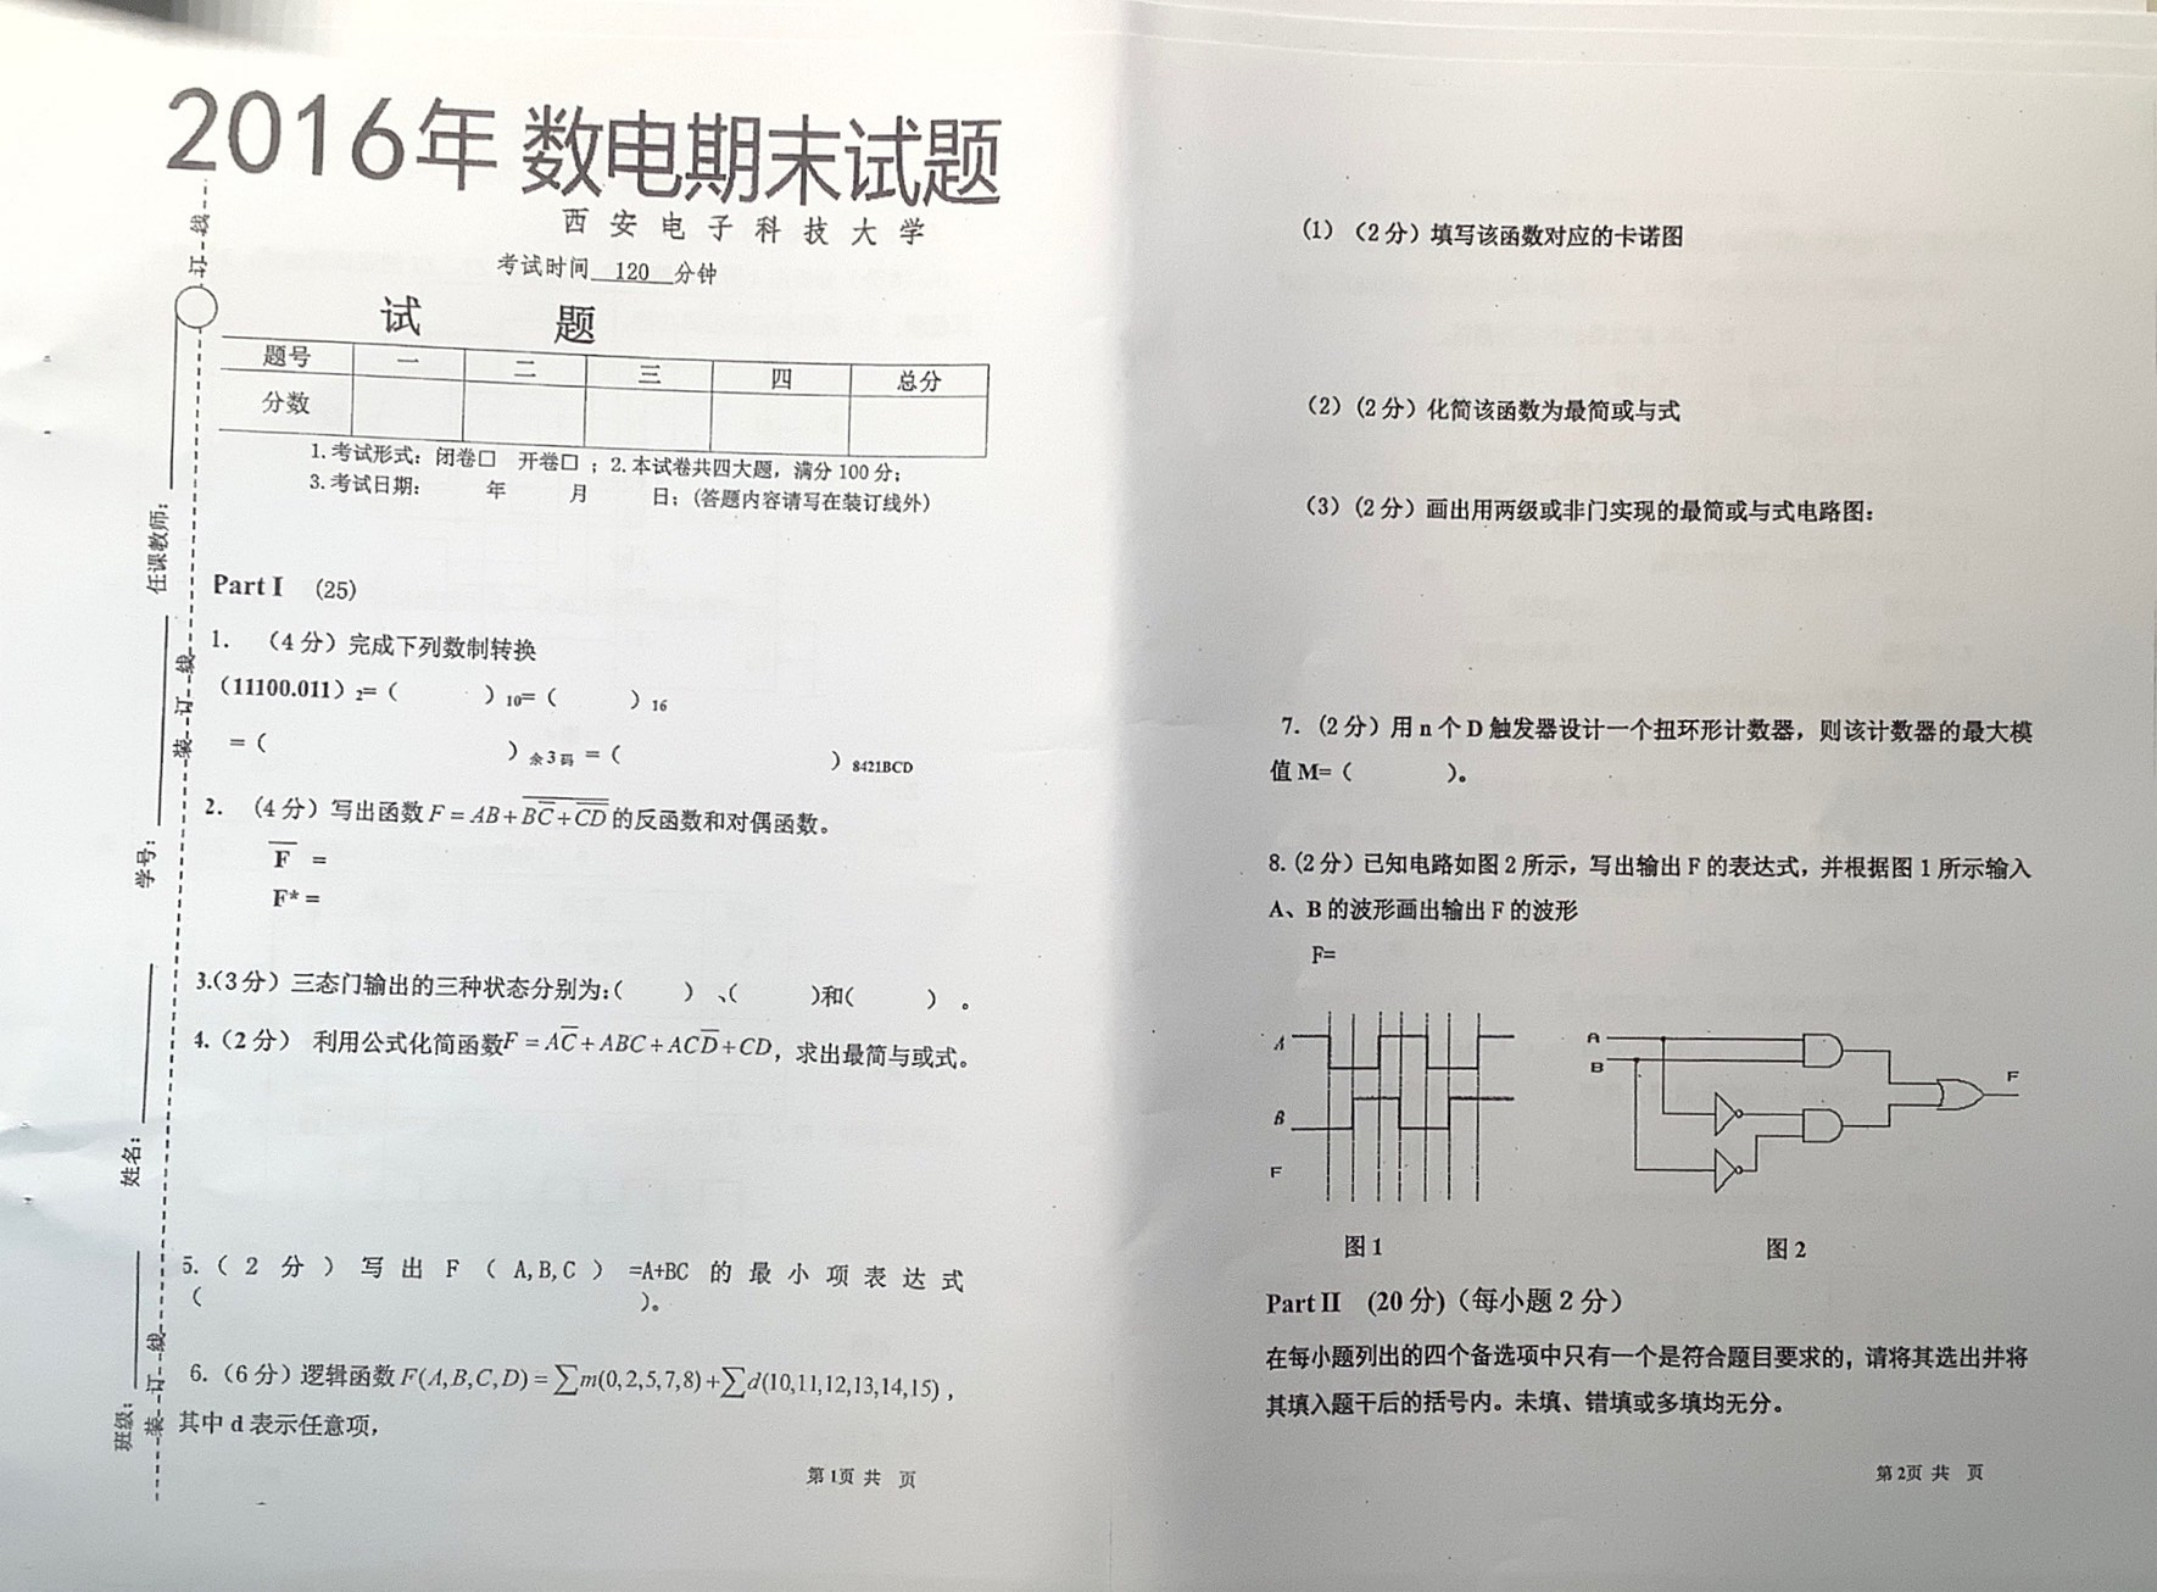 2016年 数电期末试题
西安电子科技大学
考试时间 120 分钟
试 题
题号 一 二 三 四 总分
分数
1.考试形式：闭卷□ 开卷□；2.本试卷共四大题，满分100分；
3.考试日期： 年 月 日；（答题内容请写在装订线外）
Part I (25)
1. （4分）完成下列数制转换
（11100.011）₂=（ ）₁₀=（ ）₁₆
=（ ）余3码 =（ ）8421BCD
2. （4分）写出函数 $F = AB+\overline{\overline{B\overline{C}}+\overline{CD}}$ 的反函数和对偶函数。
$\overline{F}$ =
F* =
3.(3分）三态门输出的三种状态分别为:( ) 、( )和( ) 。
4.（2分） 利用公式化简函数$F = A\overline{C}+ABC+AC\overline{D}+CD$，求出最简与或式。
5.（2分）写出F（A,B,C）=A+BC的最小项表达式
（ ）。
6.（6分）逻辑函数 F(A,B,C,D) = ∑m(0,2,5,7,8)+∑d(10,11,12,13,14,15)，
其中 d 表示任意项，
第1页 共 页
班级：
姓名：
学号：
任课教师：
装 订 线
装 订 线
订 线
(1) （2分）填写该函数对应的卡诺图
（2）(2分）化简该函数为最简或与式
（3）(2分）画出用两级或非门实现的最简或与式电路图：
7.（2分）用 n 个 D 触发器设计一个扭环形计数器，则该计数器的最大模
值 M=（ ）。
8.(2分）已知电路如图2所示，写出输出F的表达式，并根据图1所示输入
A、B 的波形画出输出 F 的波形
F=
A
B
F
A
B
F
图1
图2
Part II (20分)（每小题2分）
在每小题列出的四个备选项中只有一个是符合题目要求的，请将其选出并将
其填入题干后的括号内。未填、错填或多填均无分。
第2页 共 页